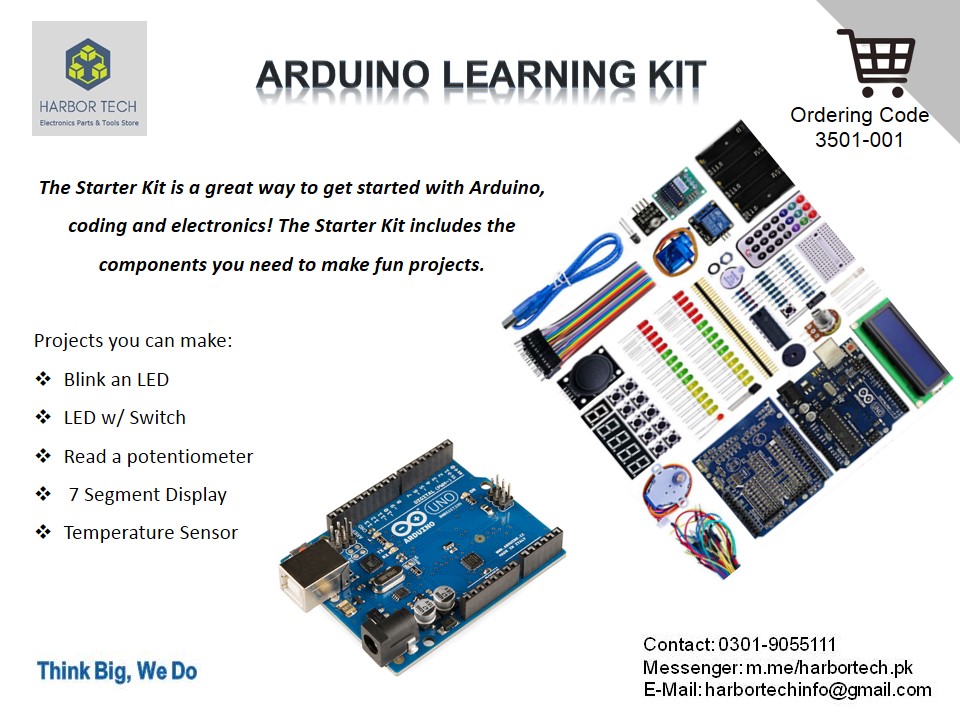 HARBOR TECH
Electronics Parts & Tools Store
ARDUINO LEARNING KIT
Ordering Code
3501-001
The Starter Kit is a great way to get started with Arduino,
coding and electronics! The Starter Kit includes the
components you need to make fun projects.
Projects you can make:
❖ Blink an LED
❖ LED w/ Switch
❖ Read a potentiometer
❖ 7 Segment Display
❖ Temperature Sensor
DIGITAL (PWM~)
UNO
ARDUINO
Think Big, We Do
Contact: 0301-9055111
Messenger: m.me/harbortech.pk
E-Mail: harbortechinfo@gmail.com